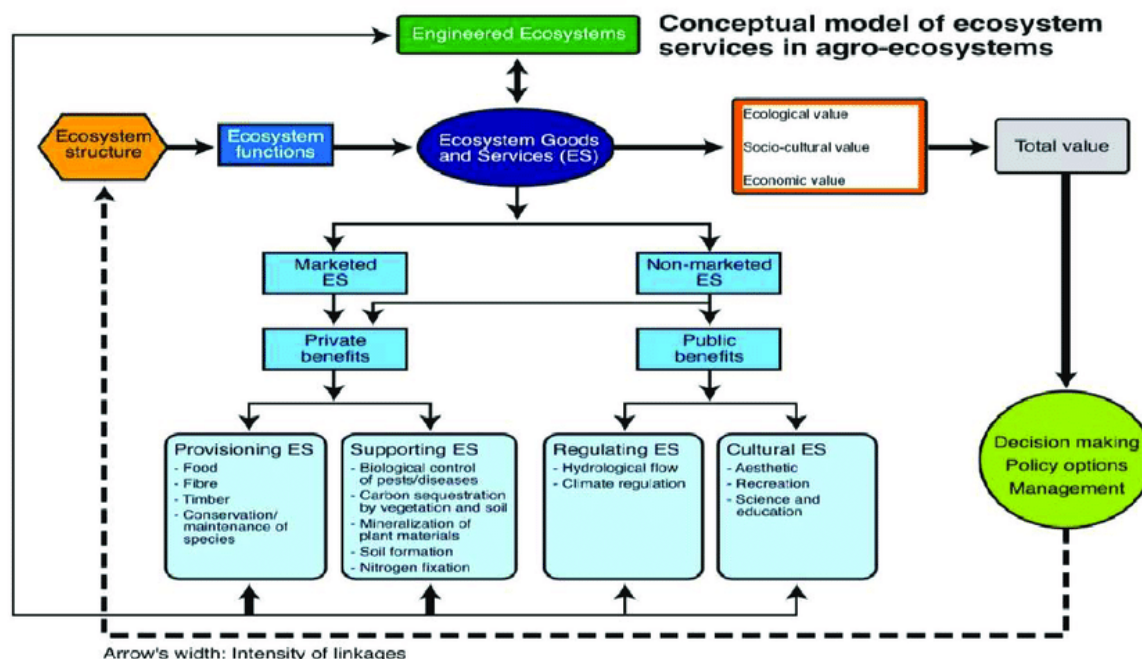 Conceptual model of ecosystem
services in agro-ecosystems
Engineered Ecosystems
Ecosystem
structure
Ecosystem
functions
Ecosystem Goods
and Services (ES)
Ecological value
Socio-cultural value
Economic value
Total value
Marketed
ES
Non-marketed
ES
Private
benefits
Public
benefits
Provisioning ES
- Food
- Fibre
- Timber
- Conservation/
maintenance of
species
Supporting ES
- Biological control
of pests/diseases
- Carbon sequestration
by vegetation and soil
- Mineralization of
plant materials
- Soil formation
- Nitrogen fixation
Regulating ES
- Hydrological flow
- Climate regulation
Cultural ES
- Aesthetic
- Recreation
- Science and
education
Decision making
Policy options
Management
Arrow's width: Intensity of linkages